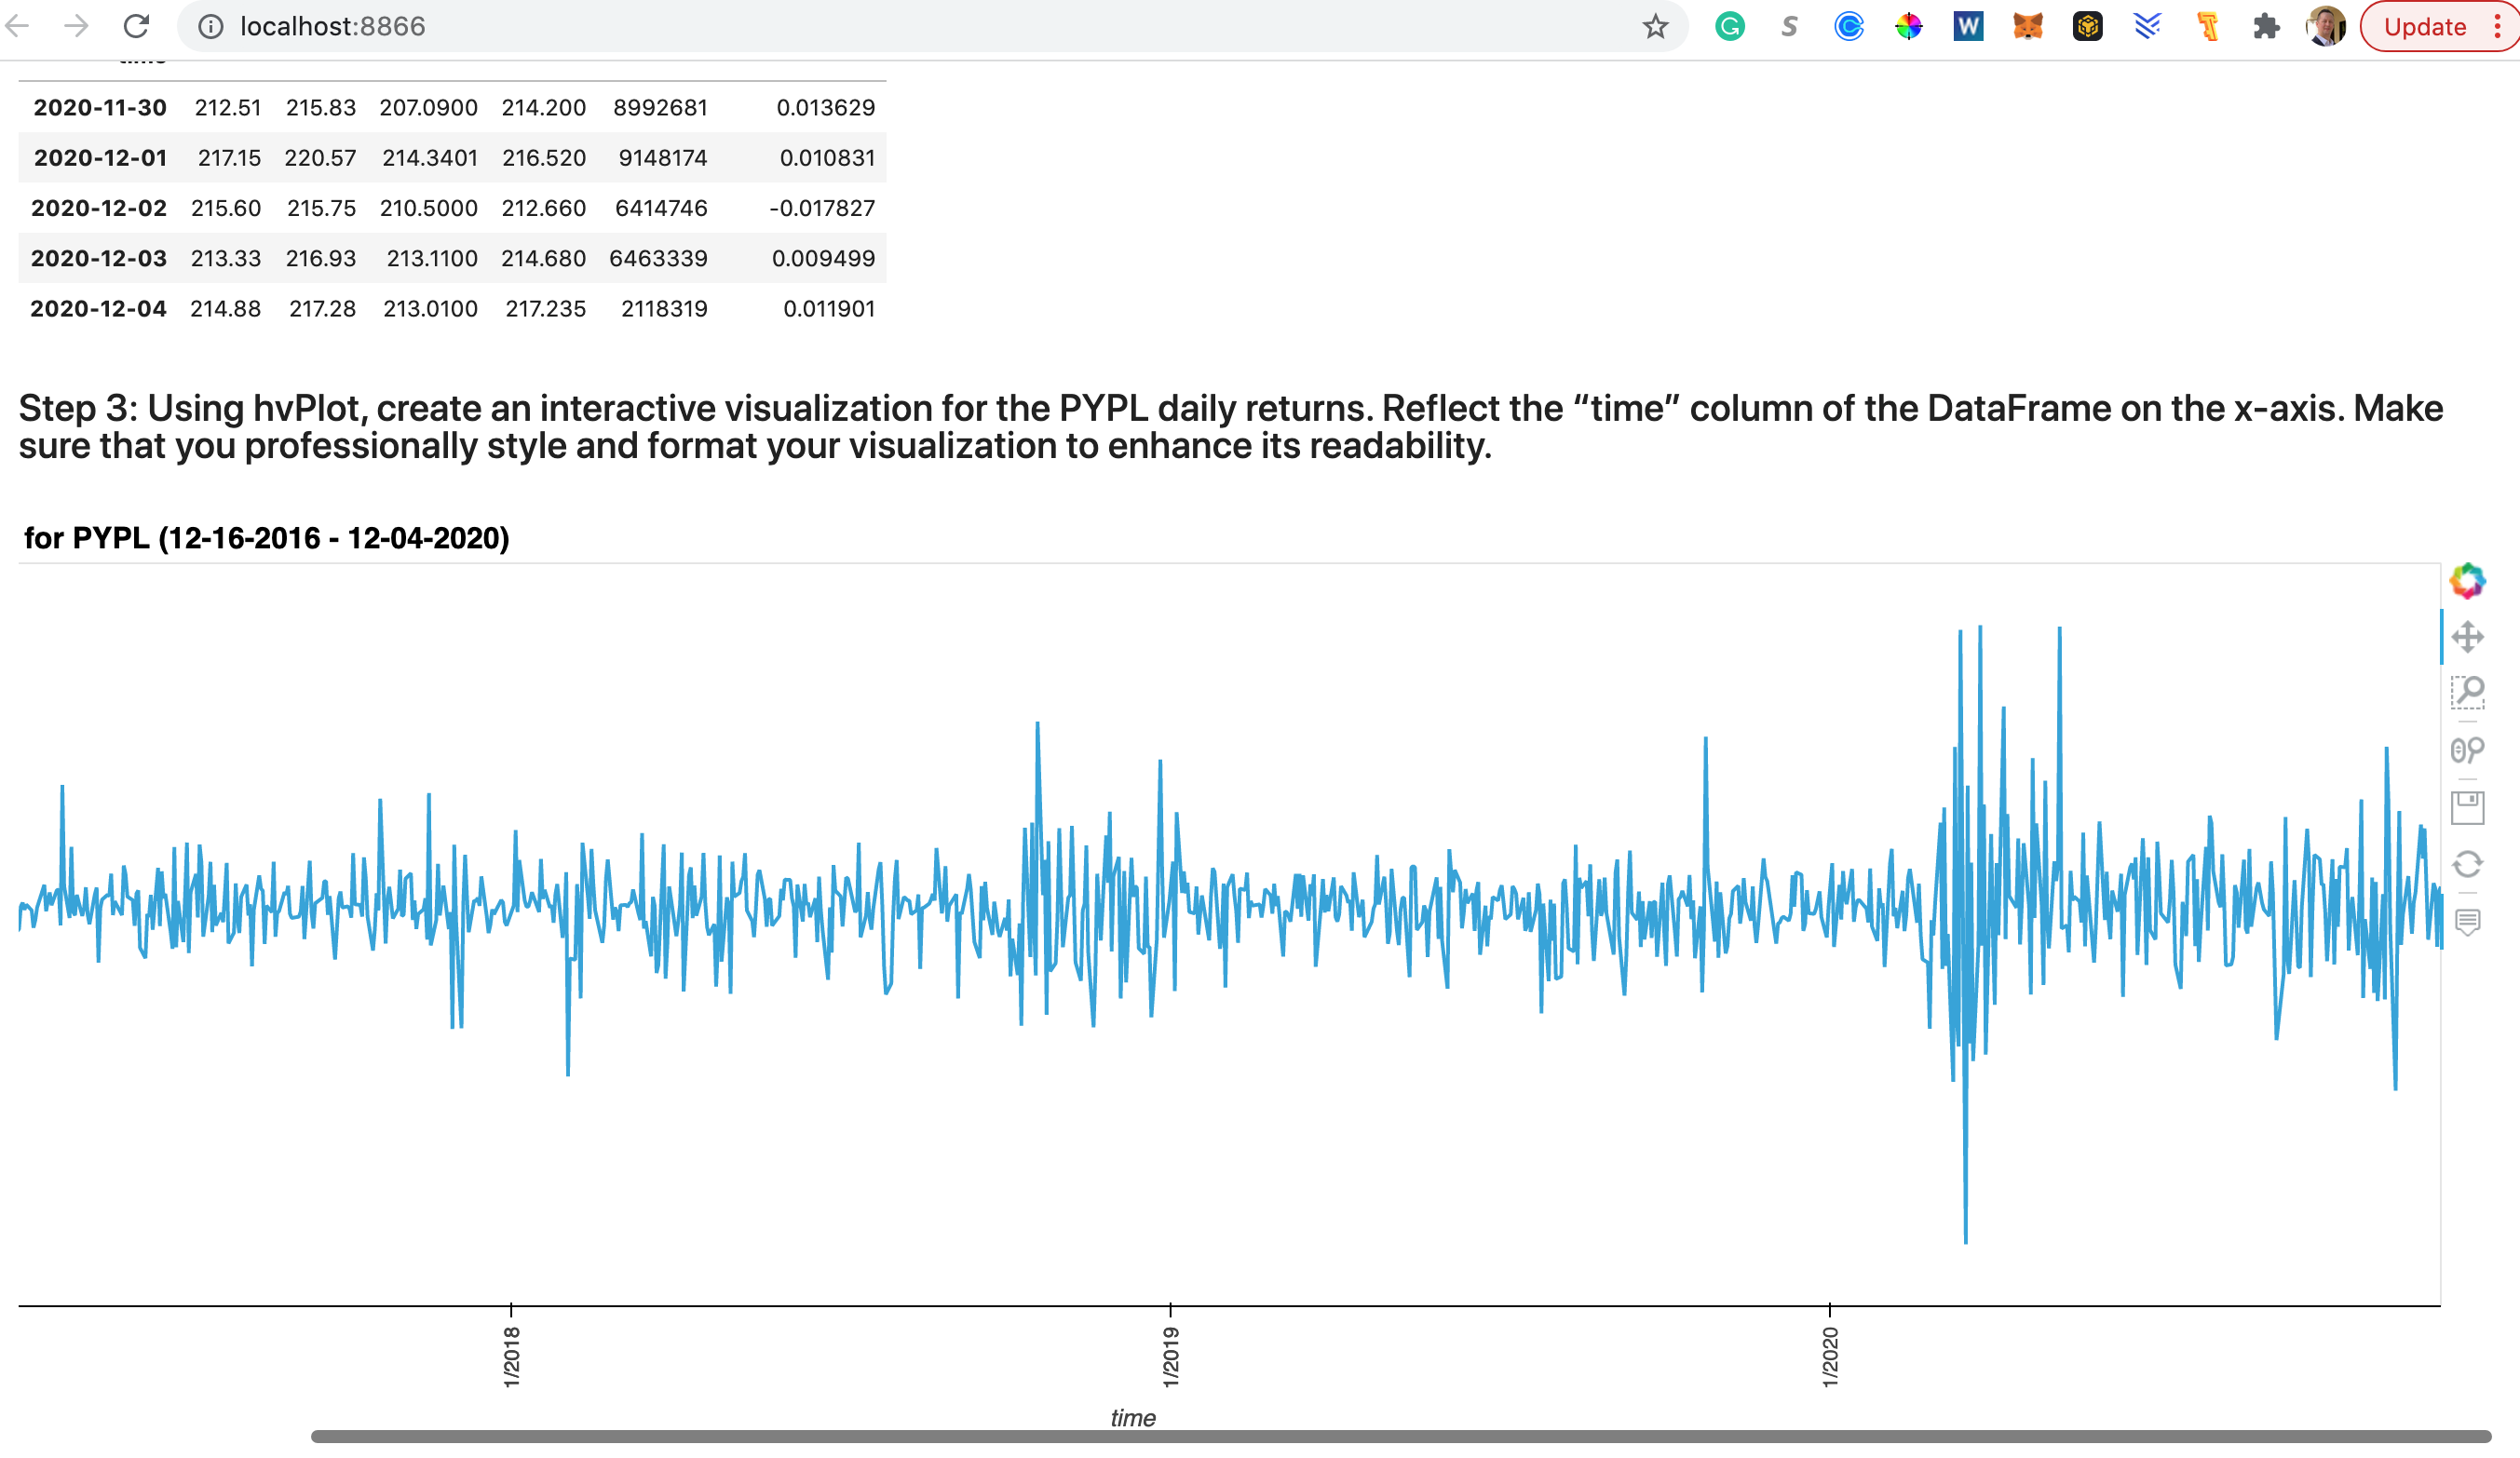 localhost:8866
Update
time
2020-11-30 212.51 215.83 207.0900 214.200 8992681 0.013629
2020-12-01 217.15 220.57 214.3401 216.520 9148174 0.010831
2020-12-02 215.60 215.75 210.5000 212.660 6414746 -0.017827
2020-12-03 213.33 216.93 213.1100 214.680 6463339 0.009499
2020-12-04 214.88 217.28 213.0100 217.235 2118319 0.011901
Step 3: Using hvPlot, create an interactive visualization for the PYPL daily returns. Reflect the “time” column of the DataFrame on the x-axis. Make
sure that you professionally style and format your visualization to enhance its readability.
for PYPL (12-16-2016 - 12-04-2020)
1/2018
1/2019
1/2020
time